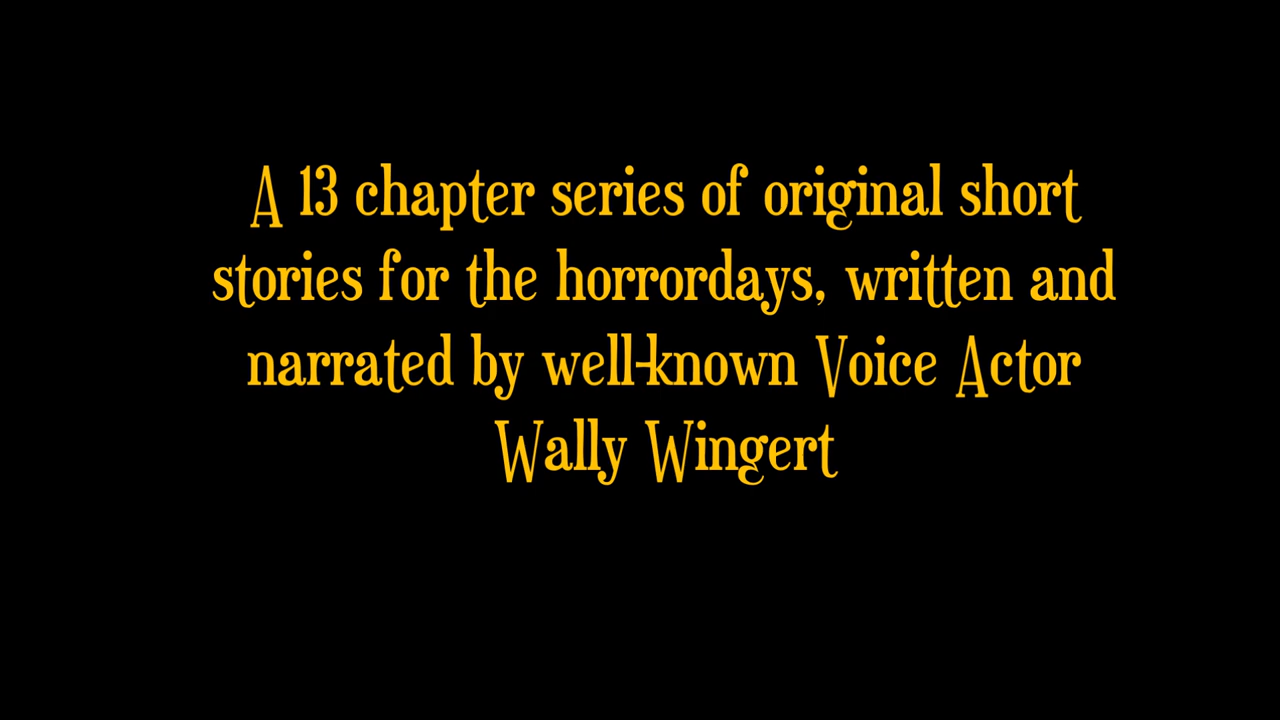 A 13 chapter series of original short
stories for the horrordays, written and
narrated by well-known Voice Actor
Wally Wingert